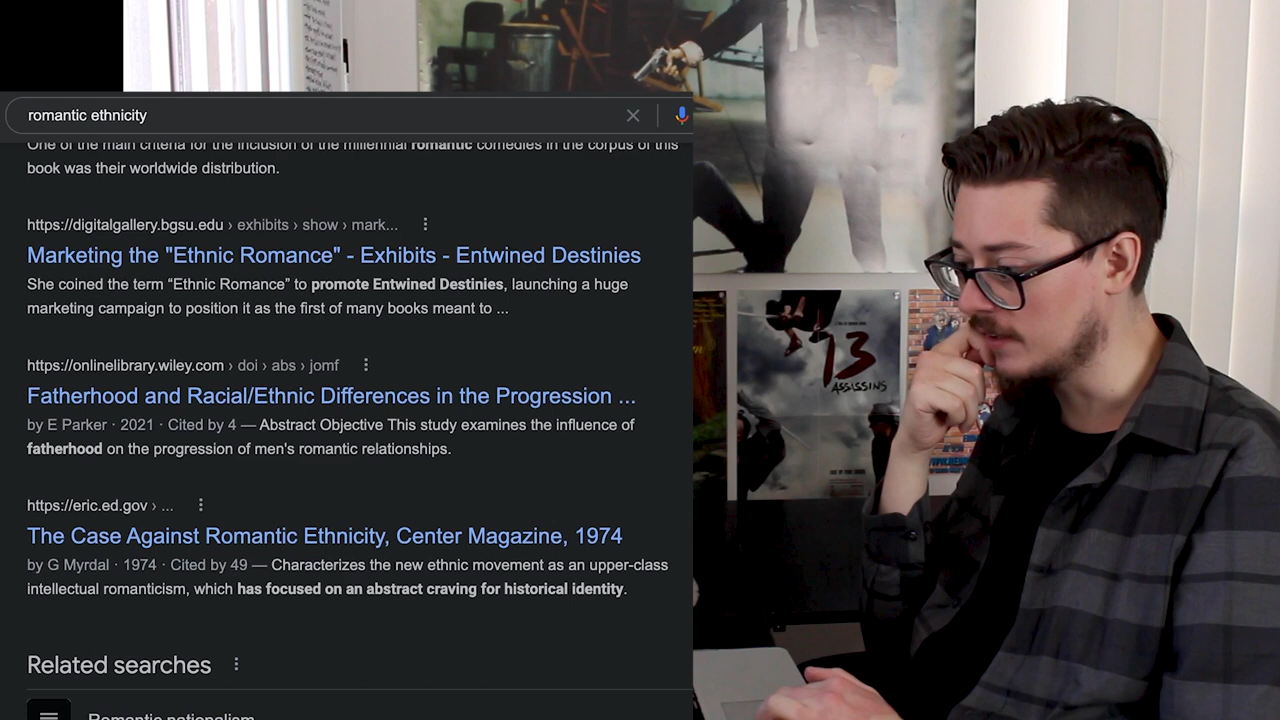 romantic ethnicity
One of the main criteria for the inclusion of the millennial romantic comedies in the corpus of this
book was their worldwide distribution.
https://digitalgallery.bgsu.edu › exhibits › show › mark...
Marketing the "Ethnic Romance" - Exhibits - Entwined Destinies
She coined the term “Ethnic Romance” to promote Entwined Destinies, launching a huge
marketing campaign to position it as the first of many books meant to ...
https://onlinelibrary.wiley.com › doi › abs › jomf
Fatherhood and Racial/Ethnic Differences in the Progression ...
by E Parker · 2021 · Cited by 4 — Abstract Objective This study examines the influence of
fatherhood on the progression of men's romantic relationships.
https://eric.ed.gov › ...
The Case Against Romantic Ethnicity, Center Magazine, 1974
by G Myrdal · 1974 · Cited by 49 — Characterizes the new ethnic movement as an upper-class
intellectual romanticism, which has focused on an abstract craving for historical identity.
Related searches
Romantic nationalism
13
ASSASSINS